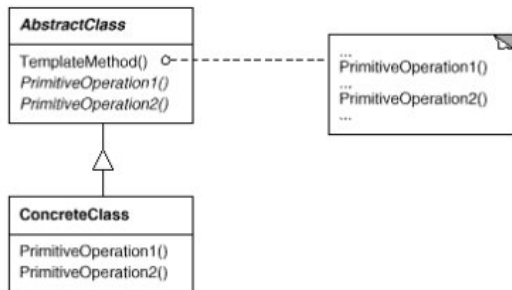 AbstractClass
TemplateMethod()
PrimitiveOperation1()
PrimitiveOperation2()
...
PrimitiveOperation1()
...
PrimitiveOperation2()
...
ConcreteClass
PrimitiveOperation1()
PrimitiveOperation2()